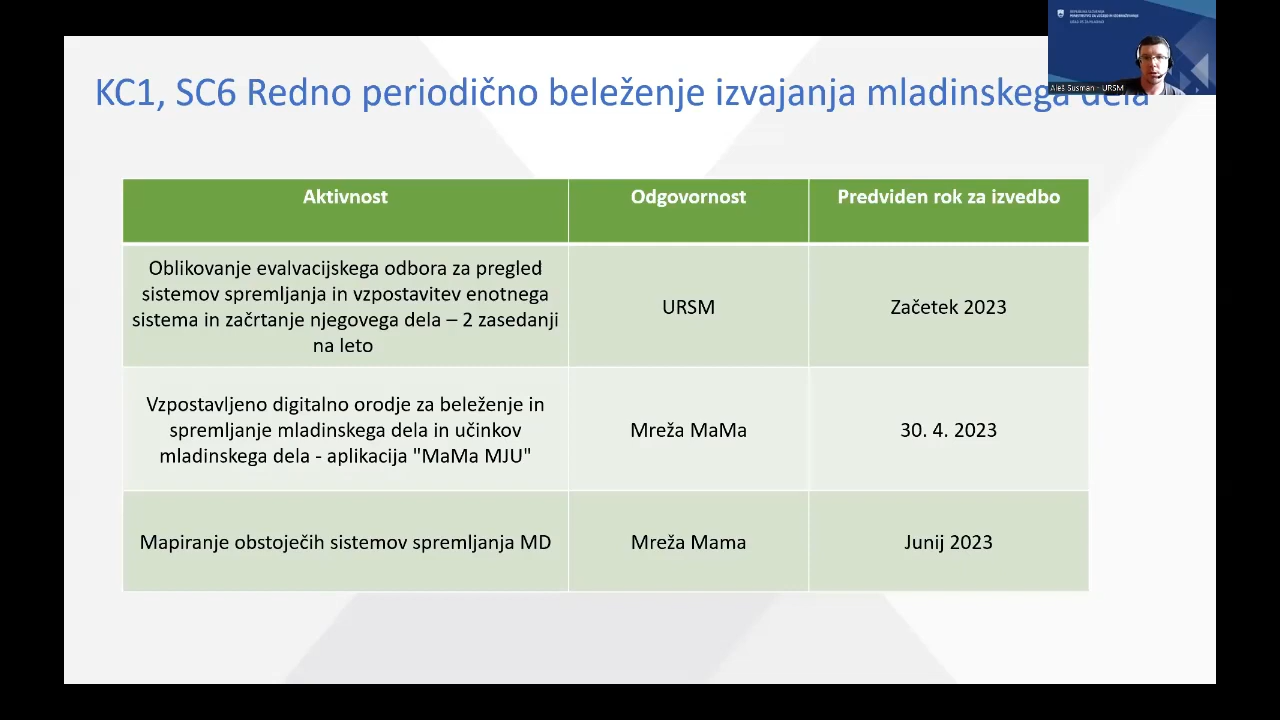 REPUBLIKA SLOVENIJA
KC1, SC6 Redno periodično beleženje izvajanja mladinskega dela
Aleš Susman - URSM
Aktivnost
Odgovornost
Predviden rok za izvedbo
Oblikovanje evalvacijskega odbora za pregled
sistemov spremljanja in vzpostavitev enotnega
sistema in začrtanje njegovega dela – 2 zasedanji
na leto
URSM
Začetek 2023
Vzpostavljeno digitalno orodje za beleženje in
spremljanje mladinskega dela in učinkov
mladinskega dela - aplikacija "MaMa MJU"
Mreža MaMa
30. 4. 2023
Mapiranje obstoječih sistemov spremljanja MD
Mreža Mama
Junij 2023